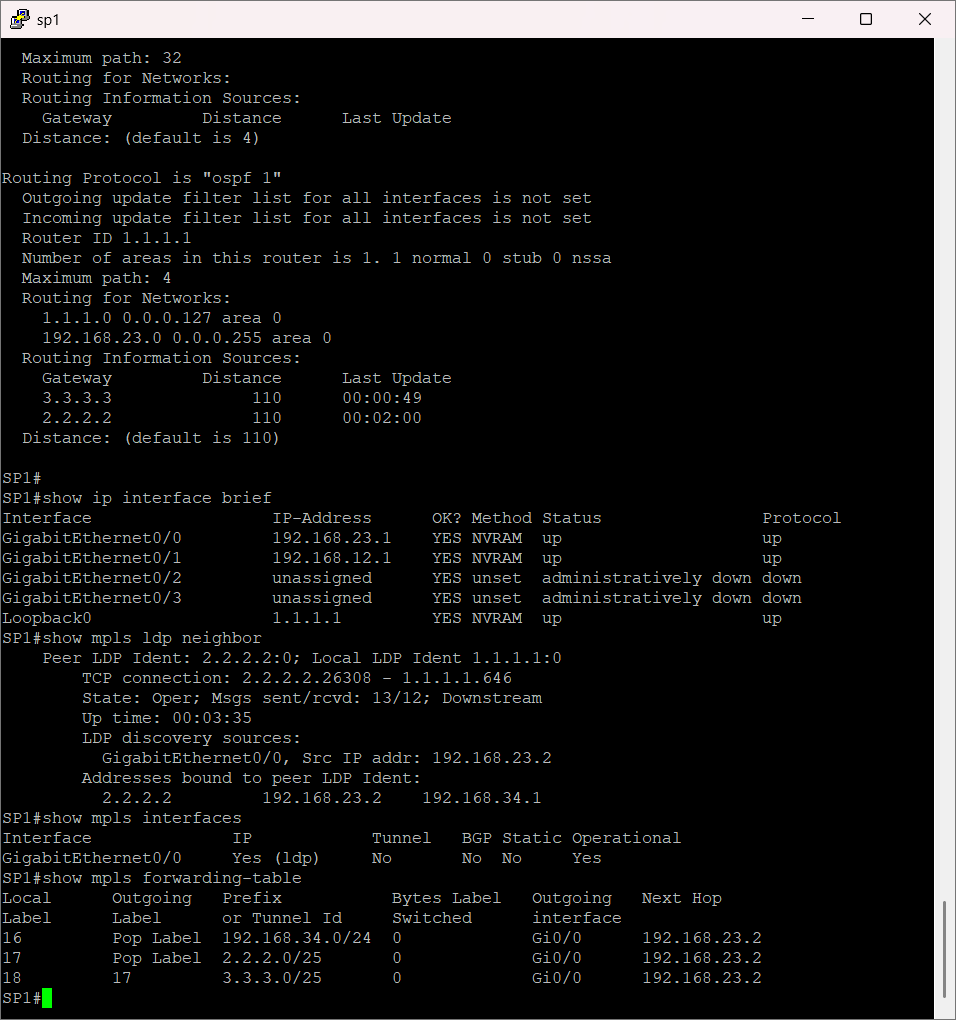 sp1
Maximum path: 32
Routing for Networks:
Routing Information Sources:
Gateway         Distance      Last Update
Distance: (default is 4)
Routing Protocol is "ospf 1"
Outgoing update filter list for all interfaces is not set
Incoming update filter list for all interfaces is not set
Router ID 1.1.1.1
Number of areas in this router is 1. 1 normal 0 stub 0 nssa
Maximum path: 4
Routing for Networks:
1.1.1.0 0.0.0.127 area 0
192.168.23.0 0.0.0.255 area 0
Routing Information Sources:
Gateway         Distance      Last Update
3.3.3.3              110      00:00:49
2.2.2.2              110      00:02:00
Distance: (default is 110)
SP1#
SP1#show ip interface brief
Interface                  IP-Address      OK? Method Status                Protocol
GigabitEthernet0/0         192.168.23.1    YES NVRAM  up                    up
GigabitEthernet0/1         192.168.12.1    YES NVRAM  up                    up
GigabitEthernet0/2         unassigned      YES unset  administratively down down
GigabitEthernet0/3         unassigned      YES unset  administratively down down
Loopback0                  1.1.1.1         YES NVRAM  up                    up
SP1#show mpls ldp neighbor
Peer LDP Ident: 2.2.2.2:0; Local LDP Ident 1.1.1.1:0
TCP connection: 2.2.2.2.26308 - 1.1.1.1.646
State: Oper; Msgs sent/rcvd: 13/12; Downstream
Up time: 00:03:35
LDP discovery sources:
GigabitEthernet0/0, Src IP addr: 192.168.23.2
Addresses bound to peer LDP Ident:
2.2.2.2         192.168.23.2    192.168.34.1
SP1#show mpls interfaces
Interface              IP            Tunnel   BGP Static Operational
GigabitEthernet0/0     Yes (ldp)     No       No  No     Yes
SP1#show mpls forwarding-table
Local      Outgoing   Prefix           Bytes Label   Outgoing   Next Hop
Label      Label      or Tunnel Id     Switched      interface
16         Pop Label  192.168.34.0/24  0             Gi0/0      192.168.23.2
17         Pop Label  2.2.2.0/25       0             Gi0/0      192.168.23.2
18         17         3.3.3.0/25       0             Gi0/0      192.168.23.2
SP1#